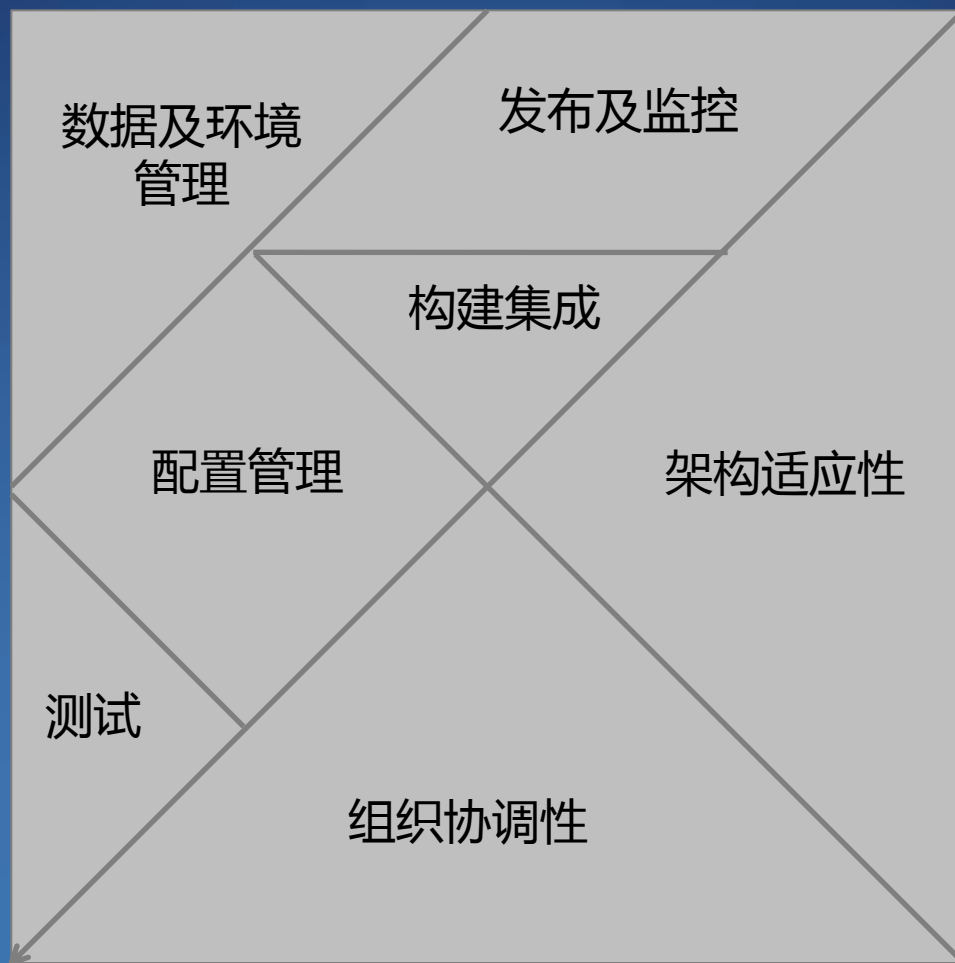 数据及环境
管理
发布及监控
构建集成
配置管理
架构适应性
测试
组织协调性